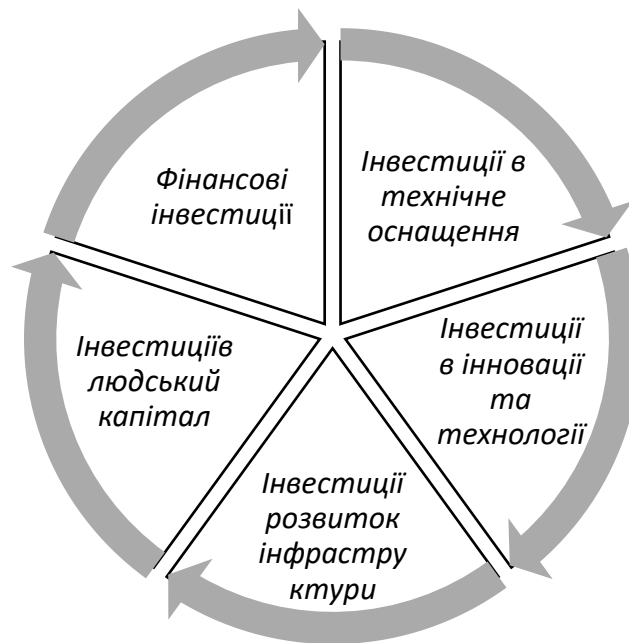 Фінансові
інвестиції
Інвестиції в
технічне
оснащення
Інвестиції
в інновації
та
технології
Інвестиції
розвиток
інфрастру
ктури
Інвестиціїв
людський
капітал